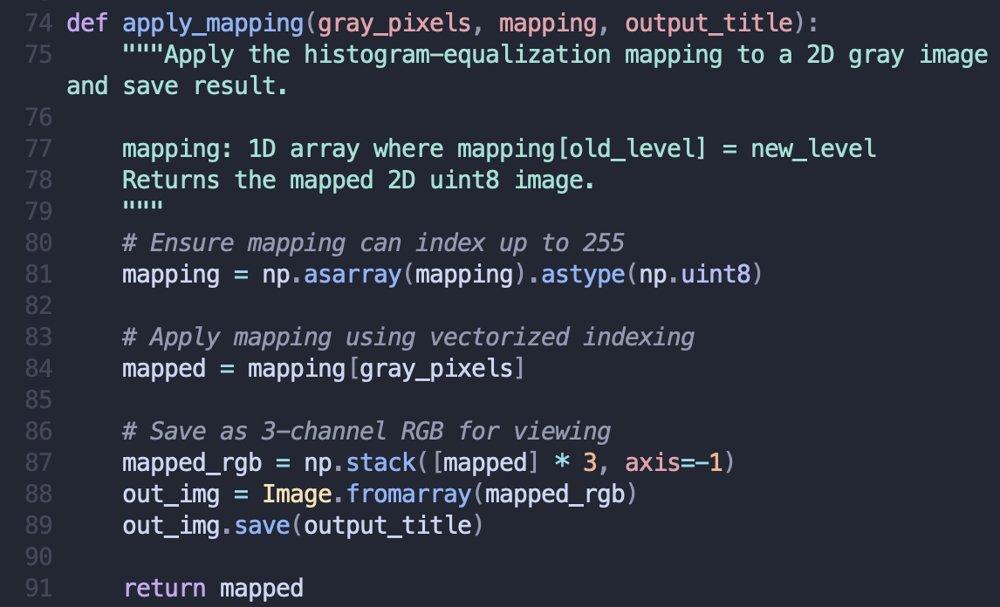 74 def apply_mapping(gray_pixels, mapping, output_title):
75     """Apply the histogram-equalization mapping to a 2D gray image
and save result.
76
77     mapping: 1D array where mapping[old_level] = new_level
78     Returns the mapped 2D uint8 image.
79     """
80     # Ensure mapping can index up to 255
81     mapping = np.asarray(mapping).astype(np.uint8)
82
83     # Apply mapping using vectorized indexing
84     mapped = mapping[gray_pixels]
85
86     # Save as 3-channel RGB for viewing
87     mapped_rgb = np.stack([mapped] * 3, axis=-1)
88     out_img = Image.fromarray(mapped_rgb)
89     out_img.save(output_title)
90
91     return mapped